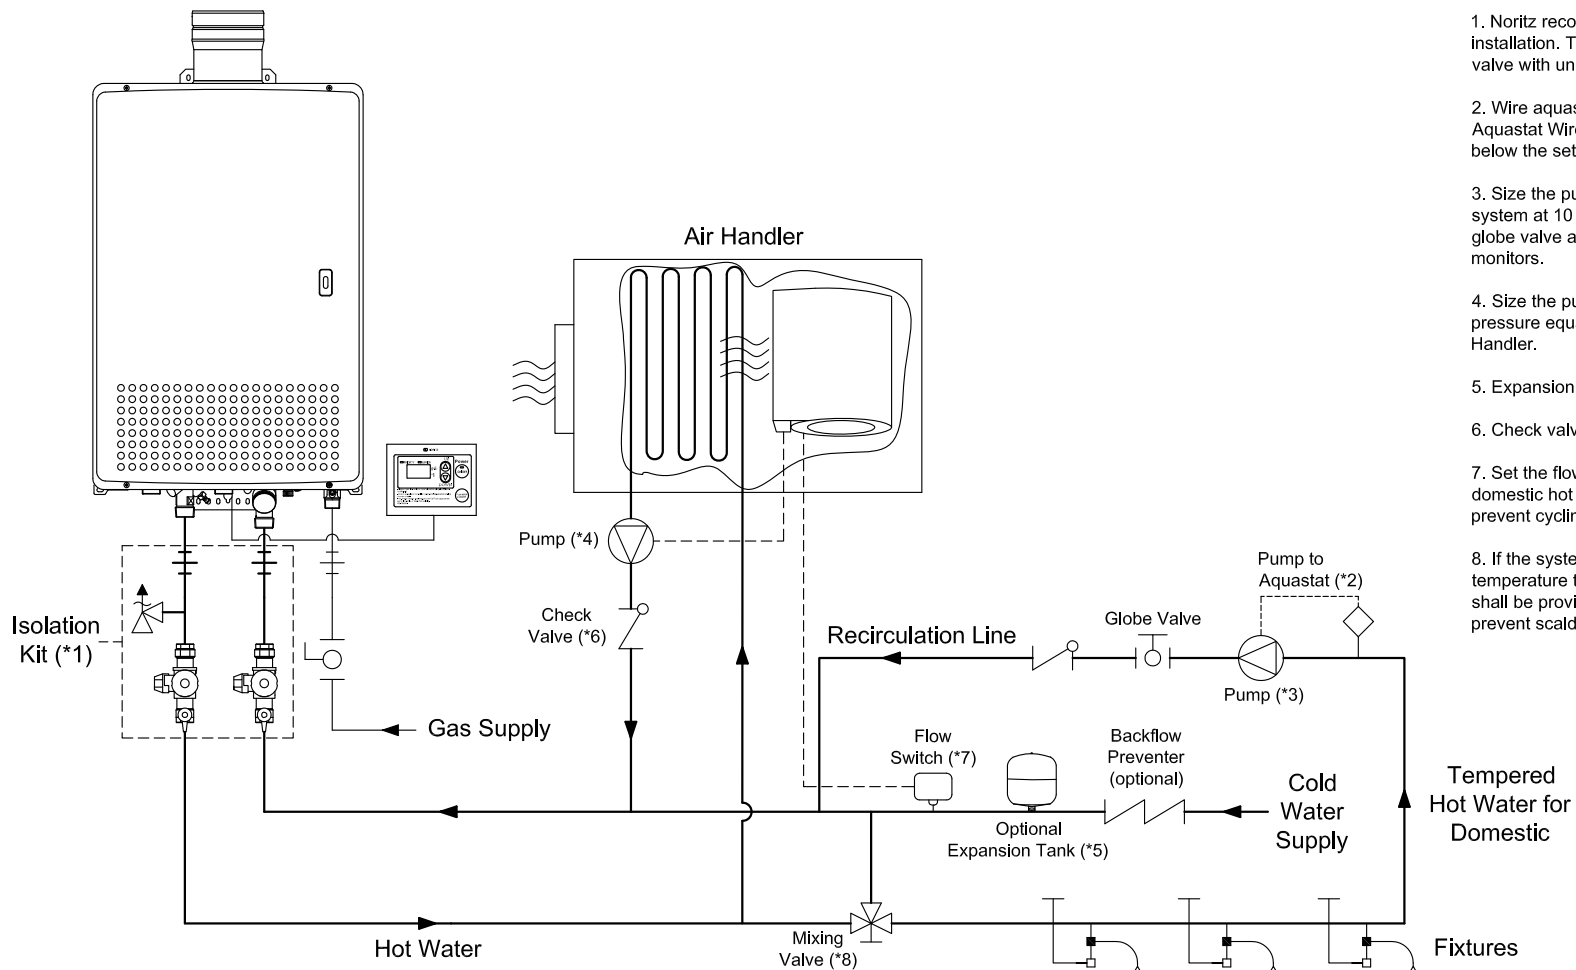 1. Noritz reco
installation. T
valve with un
2. Wire aquas
Aquastat Wir
below the set
3. Size the pu
system at 10
globe valve a
monitors.
4. Size the pu
pressure equ
Handler.
5. Expansion
6. Check valv
7. Set the flow
domestic hot
prevent cyclin
8. If the syste
temperature t
shall be provi
prevent scald
Air Handler
Pump (*4)
Check
Valve (*6)
Isolation
Kit (*1)
Gas Supply
Recirculation Line
Globe Valve
Pump to
Aquastat (*2)
Pump (*3)
Flow
Switch (*7)
Optional
Expansion Tank (*5)
Backflow
Preventer
(optional)
Cold
Water
Supply
Tempered
Hot Water for
Domestic
Hot Water
Mixing
Valve (*8)
Fixtures